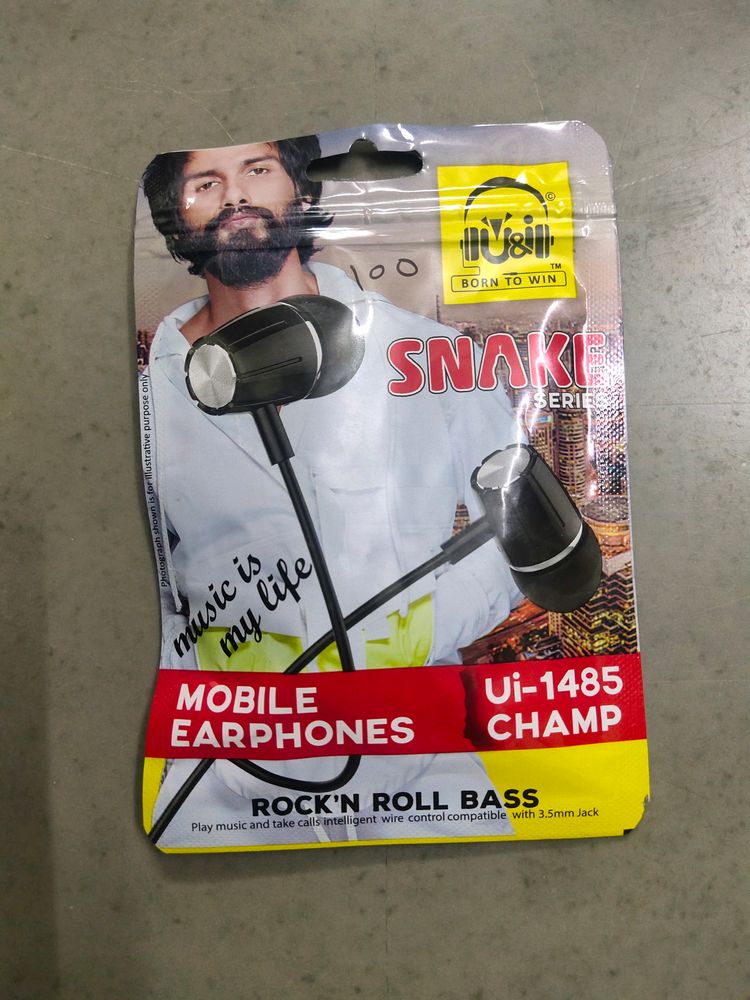 U&i
©
TM
BORN TO WIN
100
SNAKE
SERIES
Photograph shown is for illustrative purpose only
music is
my life
MOBILE
EARPHONES
Ui-1485
CHAMP
ROCK'N ROLL BASS
Play music and take calls intelligent wire control compatible with 3.5mm Jack